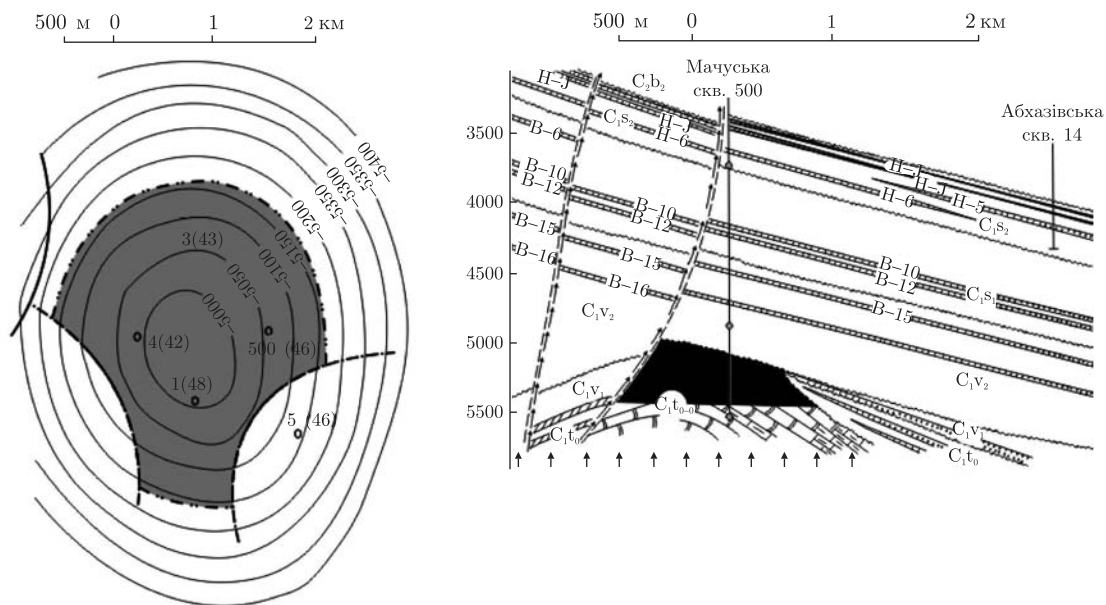 500 м 0 1 2 км
–5400
–5350
–5300
–5350
–5200
–5150
–5100
–5050
–5000
3(43)
4(42)
500 (46)
1(48)
5 (46)
500 м 0 1 2 км
Мачуська
скв. 500
Абхазівська
скв. 14
3500
4000
4500
5000
5500
Н–J
C₂b₂
C₁s₂
Н–J
Н–6
В–6
Н–J
Н–J
Н–5
Н–6
C₁s₂
В–10
В–12
В–10
В–12
В–10
В–12
C₁s₁
В–15
В–15
В–15
В–16
В–16
C₁v₂
C₁v₂
C₁v
C₁t₀₋₀
C₁v
C₁t₀
C₁t₀